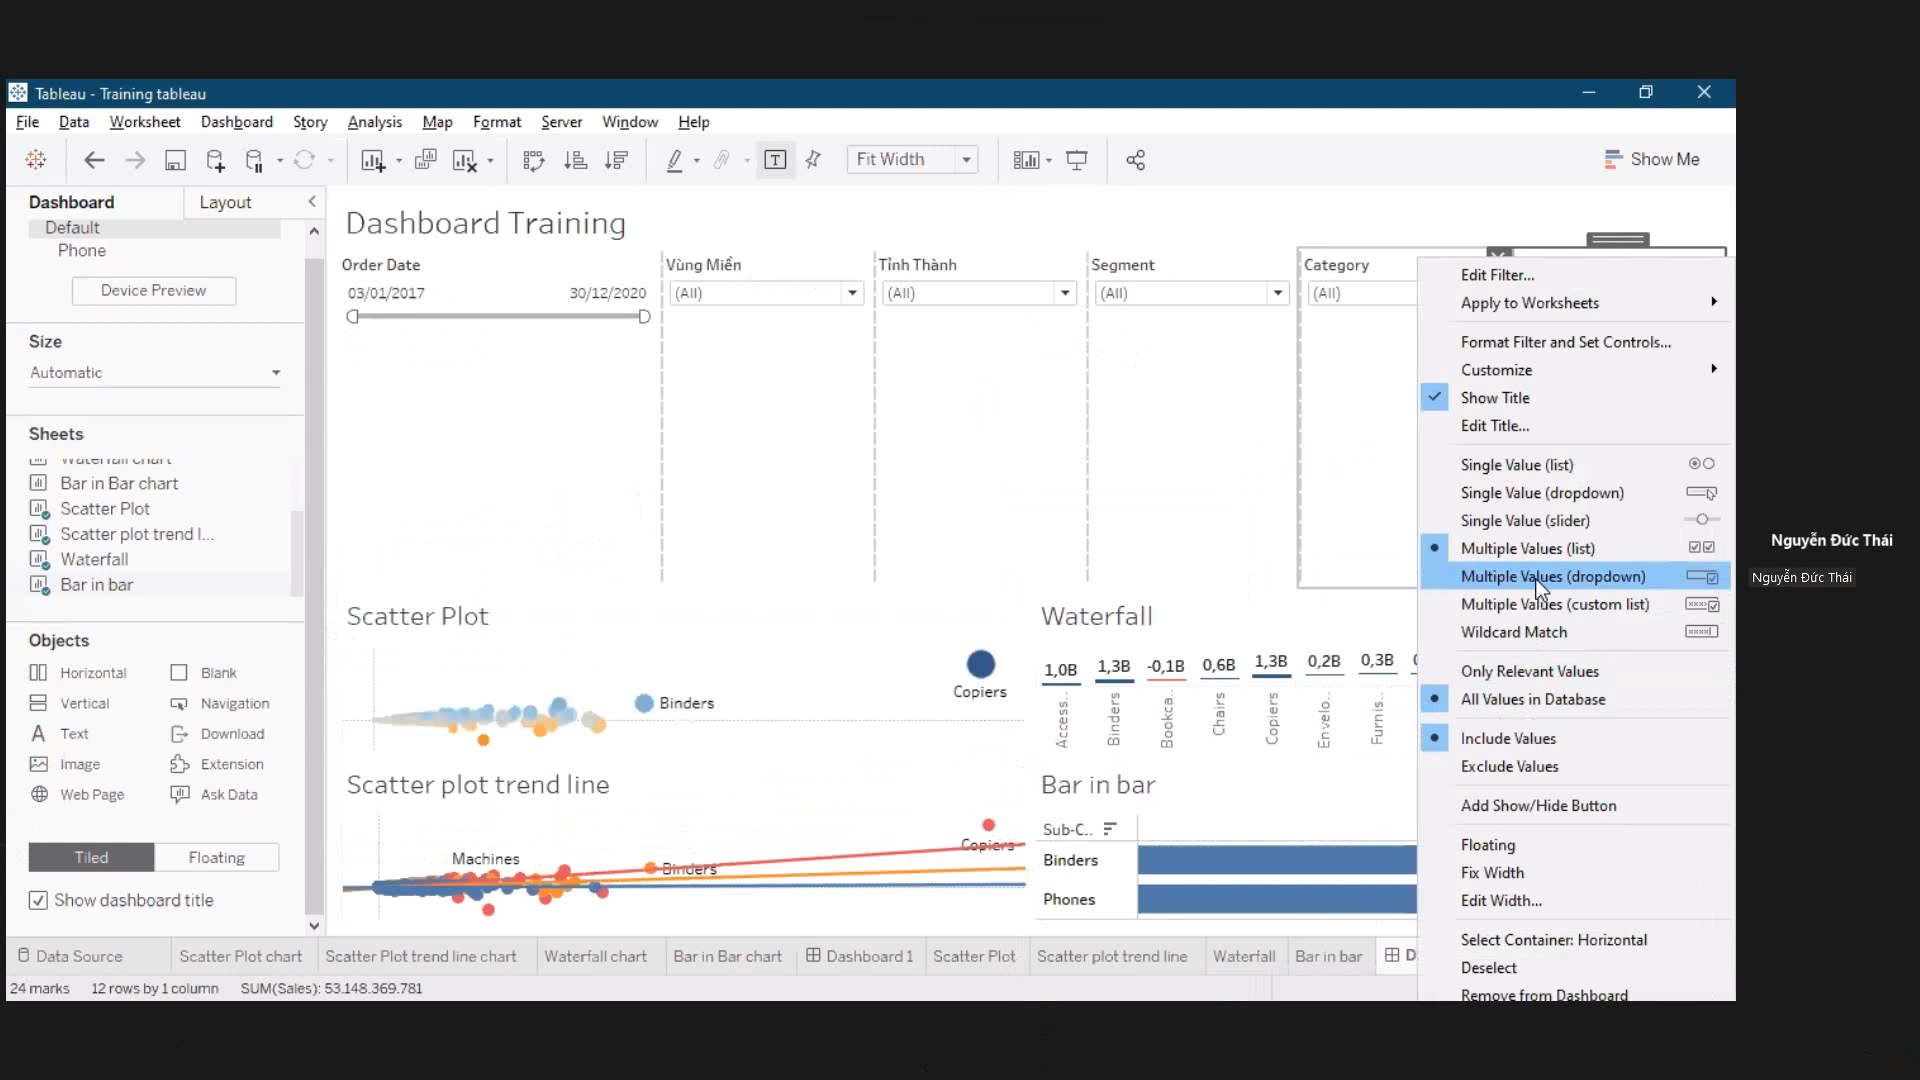 Tableau - Training tableau
File Data Worksheet Dashboard Story Analysis Map Format Server Window Help
Fit Width
Show Me
Dashboard Layout
Default
Phone
Device Preview
Size
Automatic
Sheets
Waterfall chart
Bar in Bar chart
Scatter Plot
Scatter plot trend l...
Waterfall
Bar in bar
Objects
Horizontal Blank
Vertical Navigation
Text Download
Image Extension
Web Page Ask Data
Tiled Floating
Show dashboard title
Dashboard Training
Order Date
03/01/2017 30/12/2020
Vùng Miền
(All)
Tỉnh Thành
(All)
Segment
(All)
Category
(All)
Scatter Plot
Binders
Copiers
Waterfall
1,0B 1,3B -0,1B 0,6B 1,3B 0,2B 0,3B
Access.. Binders Bookca.. Chairs Copiers Envelo.. Furnis..
Scatter plot trend line
Machines
Binders
Copiers
Bar in bar
Sub-C..
Binders
Phones
Edit Filter...
Apply to Worksheets
Format Filter and Set Controls...
Customize
Show Title
Edit Title...
Single Value (list)
Single Value (dropdown)
Single Value (slider)
Multiple Values (list)
Multiple Values (dropdown)
Multiple Values (custom list)
Wildcard Match
Only Relevant Values
All Values in Database
Include Values
Exclude Values
Add Show/Hide Button
Floating
Fix Width
Edit Width...
Select Container: Horizontal
Deselect
Remove from Dashboard
Nguyễn Đức Thái
Nguyễn Đức Thái
Data Source Scatter Plot chart Scatter Plot trend line chart Waterfall chart Bar in Bar chart Dashboard 1 Scatter Plot Scatter plot trend line Waterfall Bar in bar D
24 marks 12 rows by 1 column SUM(Sales): 53.148.369.781